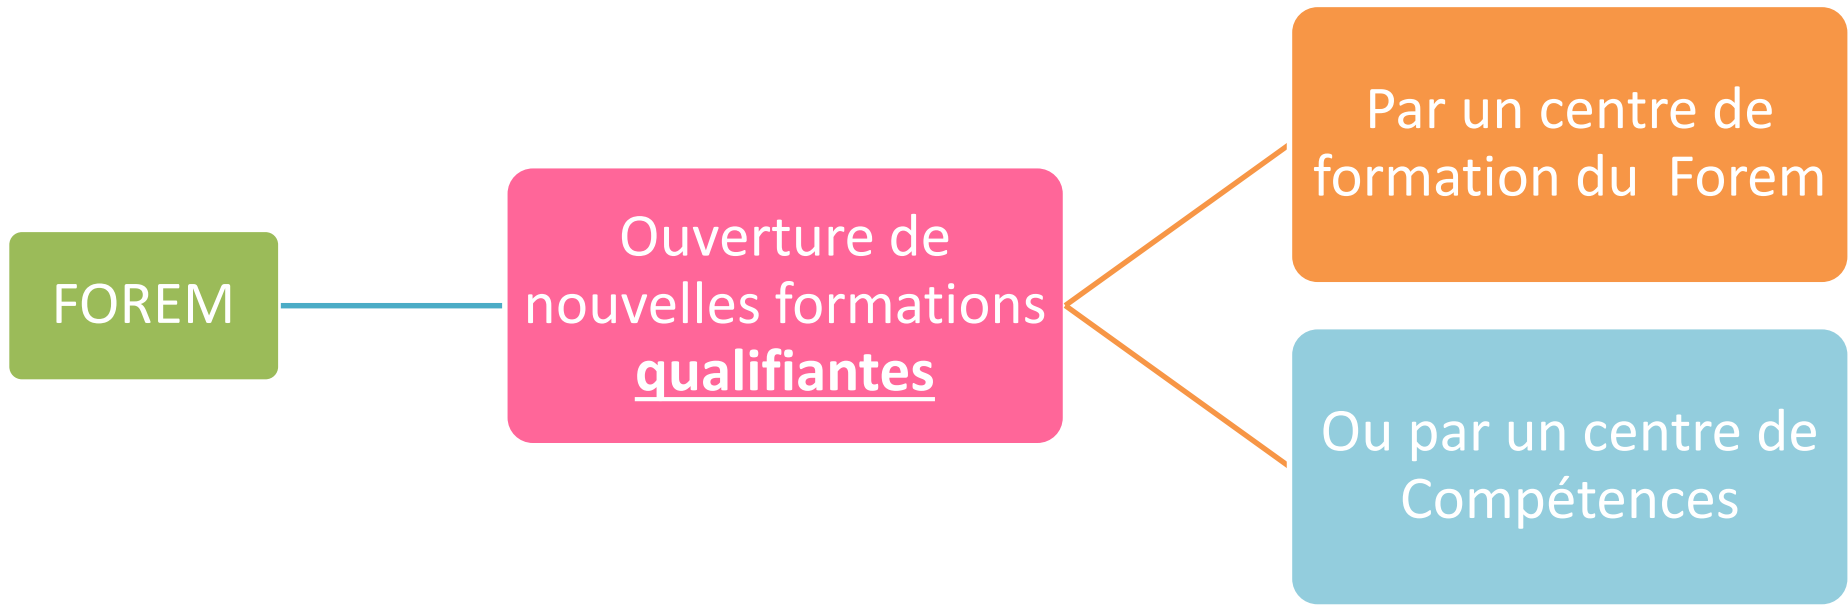 FOREM
Ouverture de
nouvelles formations
qualifiantes
Par un centre de
formation du  Forem
Ou par un centre de
Compétences